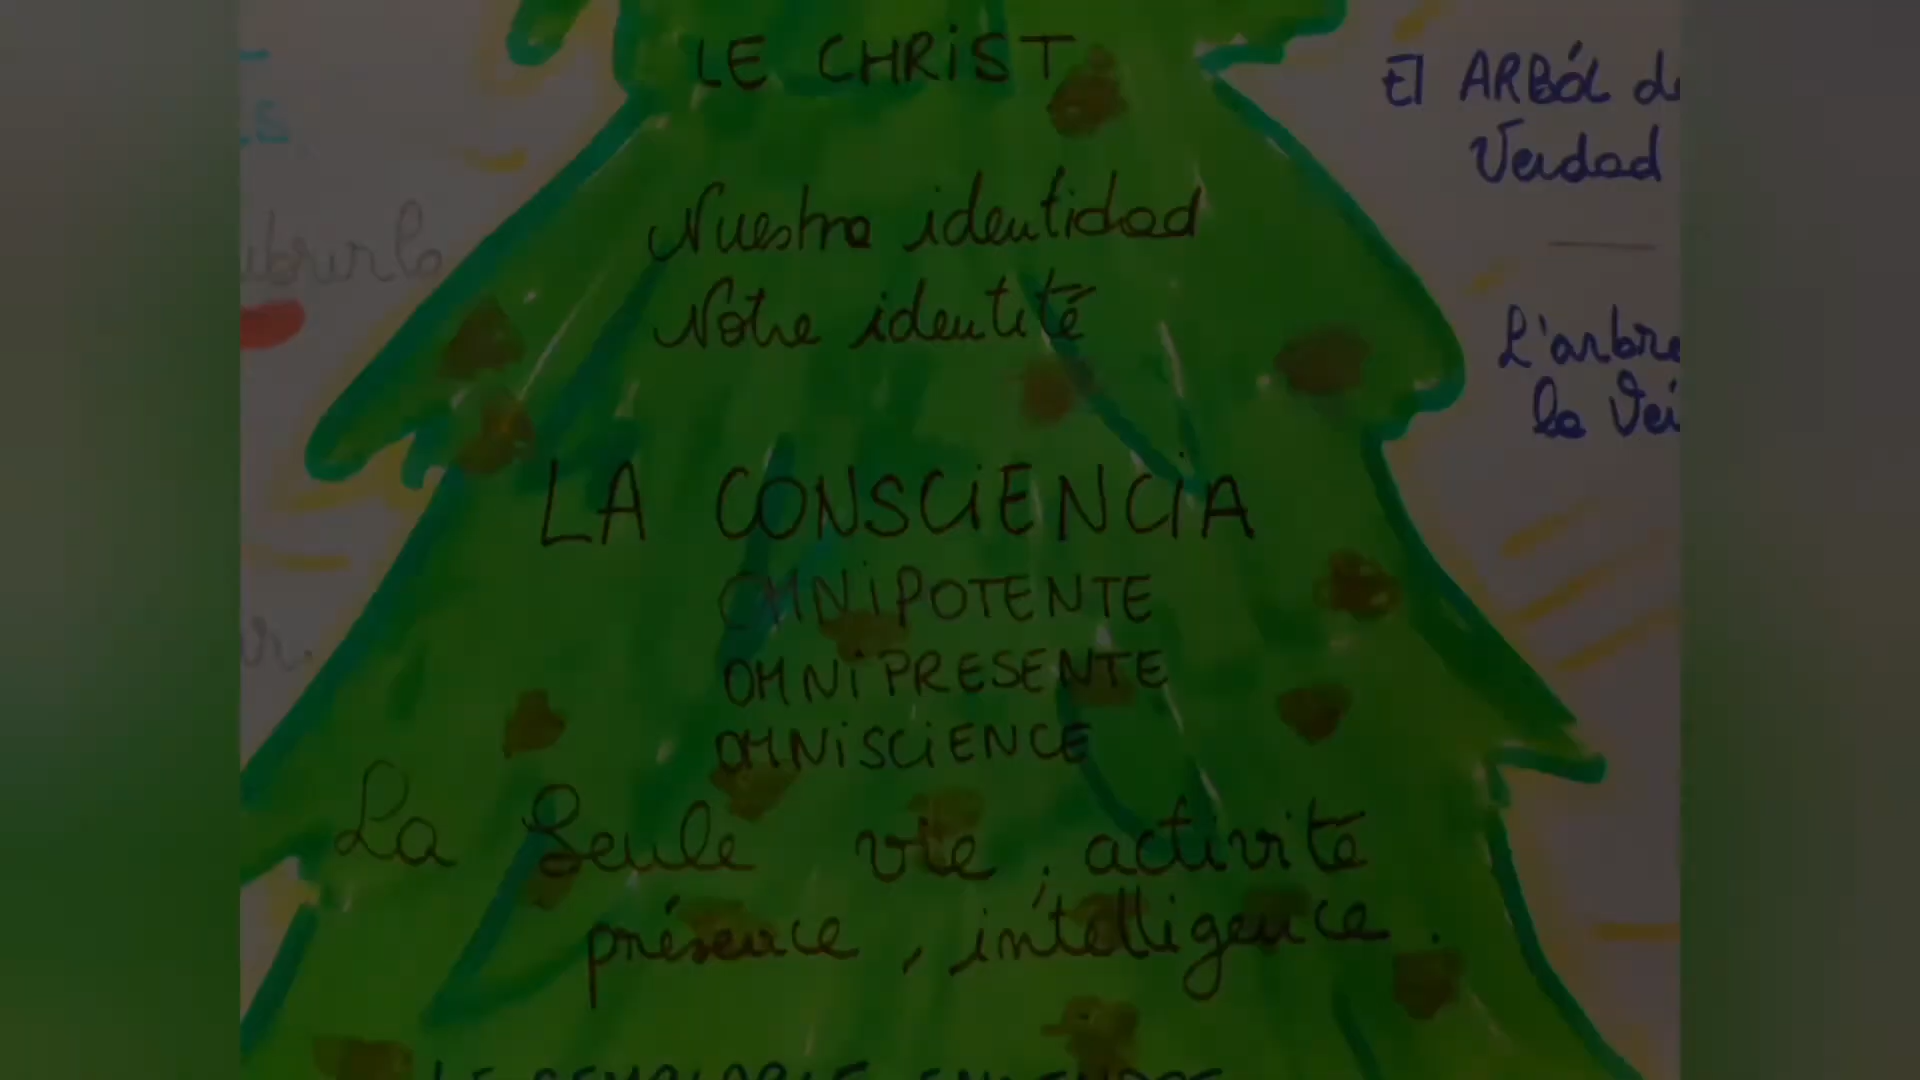 LE CHRIST
Nuestra identidad
Notre identité
LA CONSCIENCIA
OMNIPOTENTE
OMNIPRESENTE
OMNISCIENCE
La Seule vie, activité
présence, intelligence.
El ARBÓL de
Verdad
L'arbre
la Vé